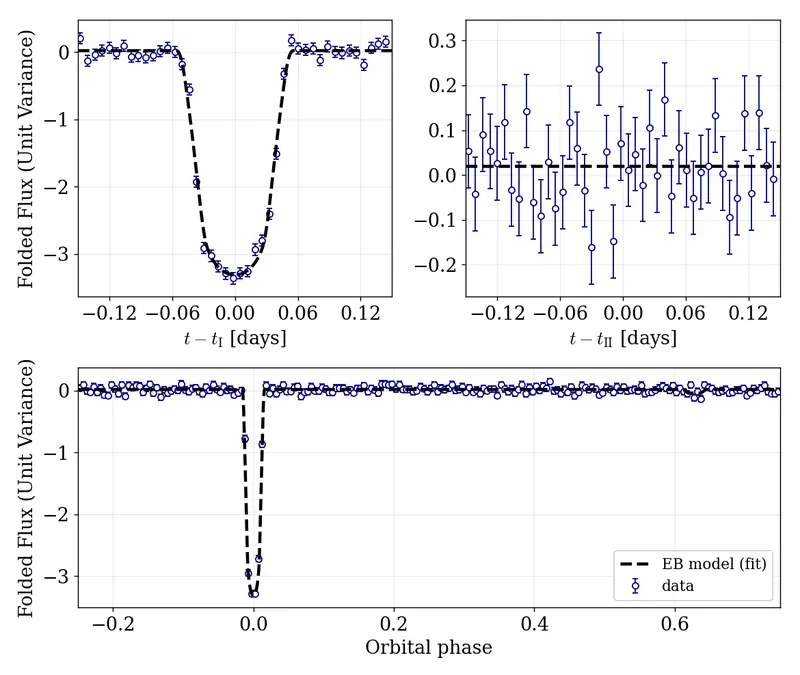 Folded Flux (Unit Variance)
0
−1
−2
−3
−0.12 −0.06 0.00 0.06 0.12
t − tI [days]
0.3
0.2
0.1
0.0
−0.1
−0.2
−0.12 −0.06 0.00 0.06 0.12
t − tII [days]
Folded Flux (Unit Variance)
0
−1
−2
−3
EB model (fit)
data
−0.2 0.0 0.2 0.4 0.6
Orbital phase